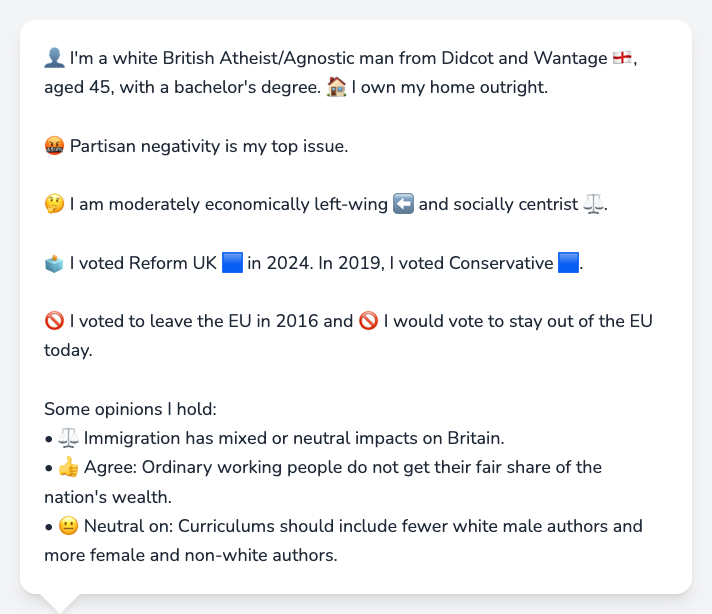 👤 I'm a white British Atheist/Agnostic man from Didcot and Wantage 🏴󠁧󠁢󠁥󠁮󠁧󠁿,
aged 45, with a bachelor's degree. 🏠 I own my home outright.
🤬 Partisan negativity is my top issue.
🤔 I am moderately economically left-wing ⬅️ and socially centrist ⚖️.
🗳️ I voted Reform UK 🟦 in 2024. In 2019, I voted Conservative 🟦.
🚫 I voted to leave the EU in 2016 and 🚫 I would vote to stay out of the EU
today.
Some opinions I hold:
• ⚖️ Immigration has mixed or neutral impacts on Britain.
• 👍 Agree: Ordinary working people do not get their fair share of the
nation's wealth.
• 😐 Neutral on: Curriculums should include fewer white male authors and
more female and non-white authors.